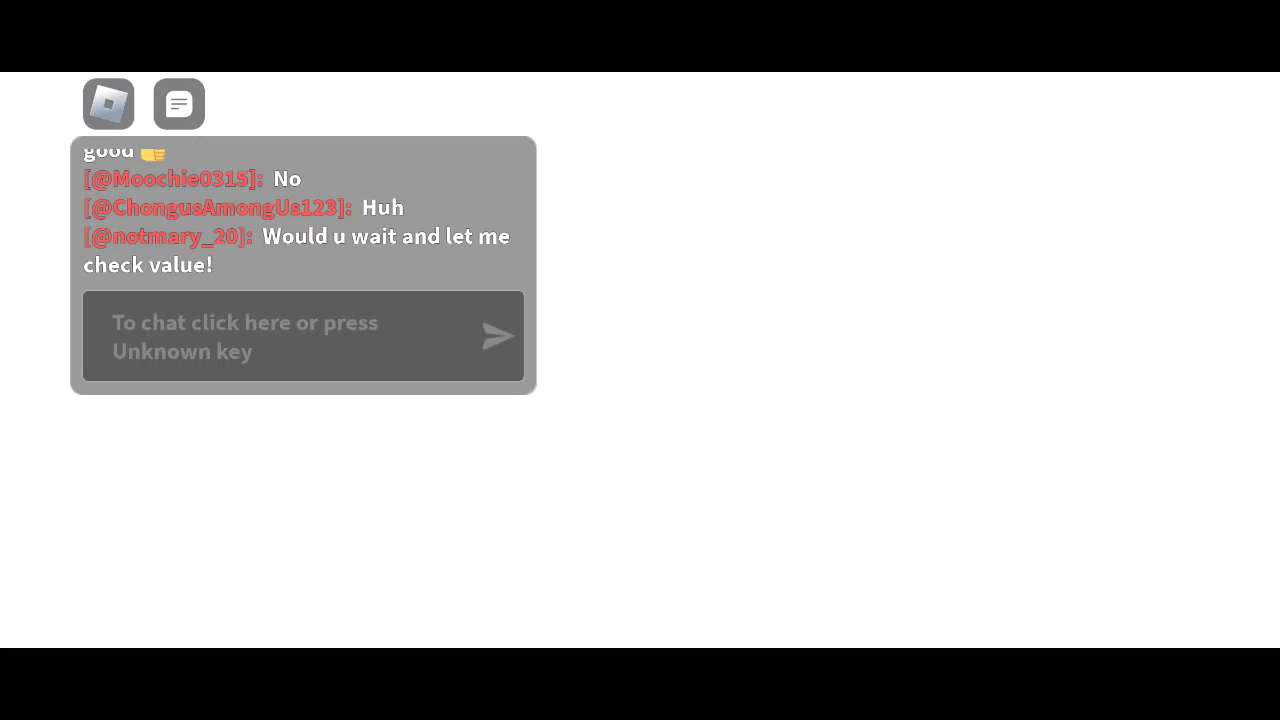 good 🤜
[@Moochie0315]: No
[@ChongusAmongUs123]: Huh
[@notmary_20]: Would u wait and let me
check value!
To chat click here or press
Unknown key